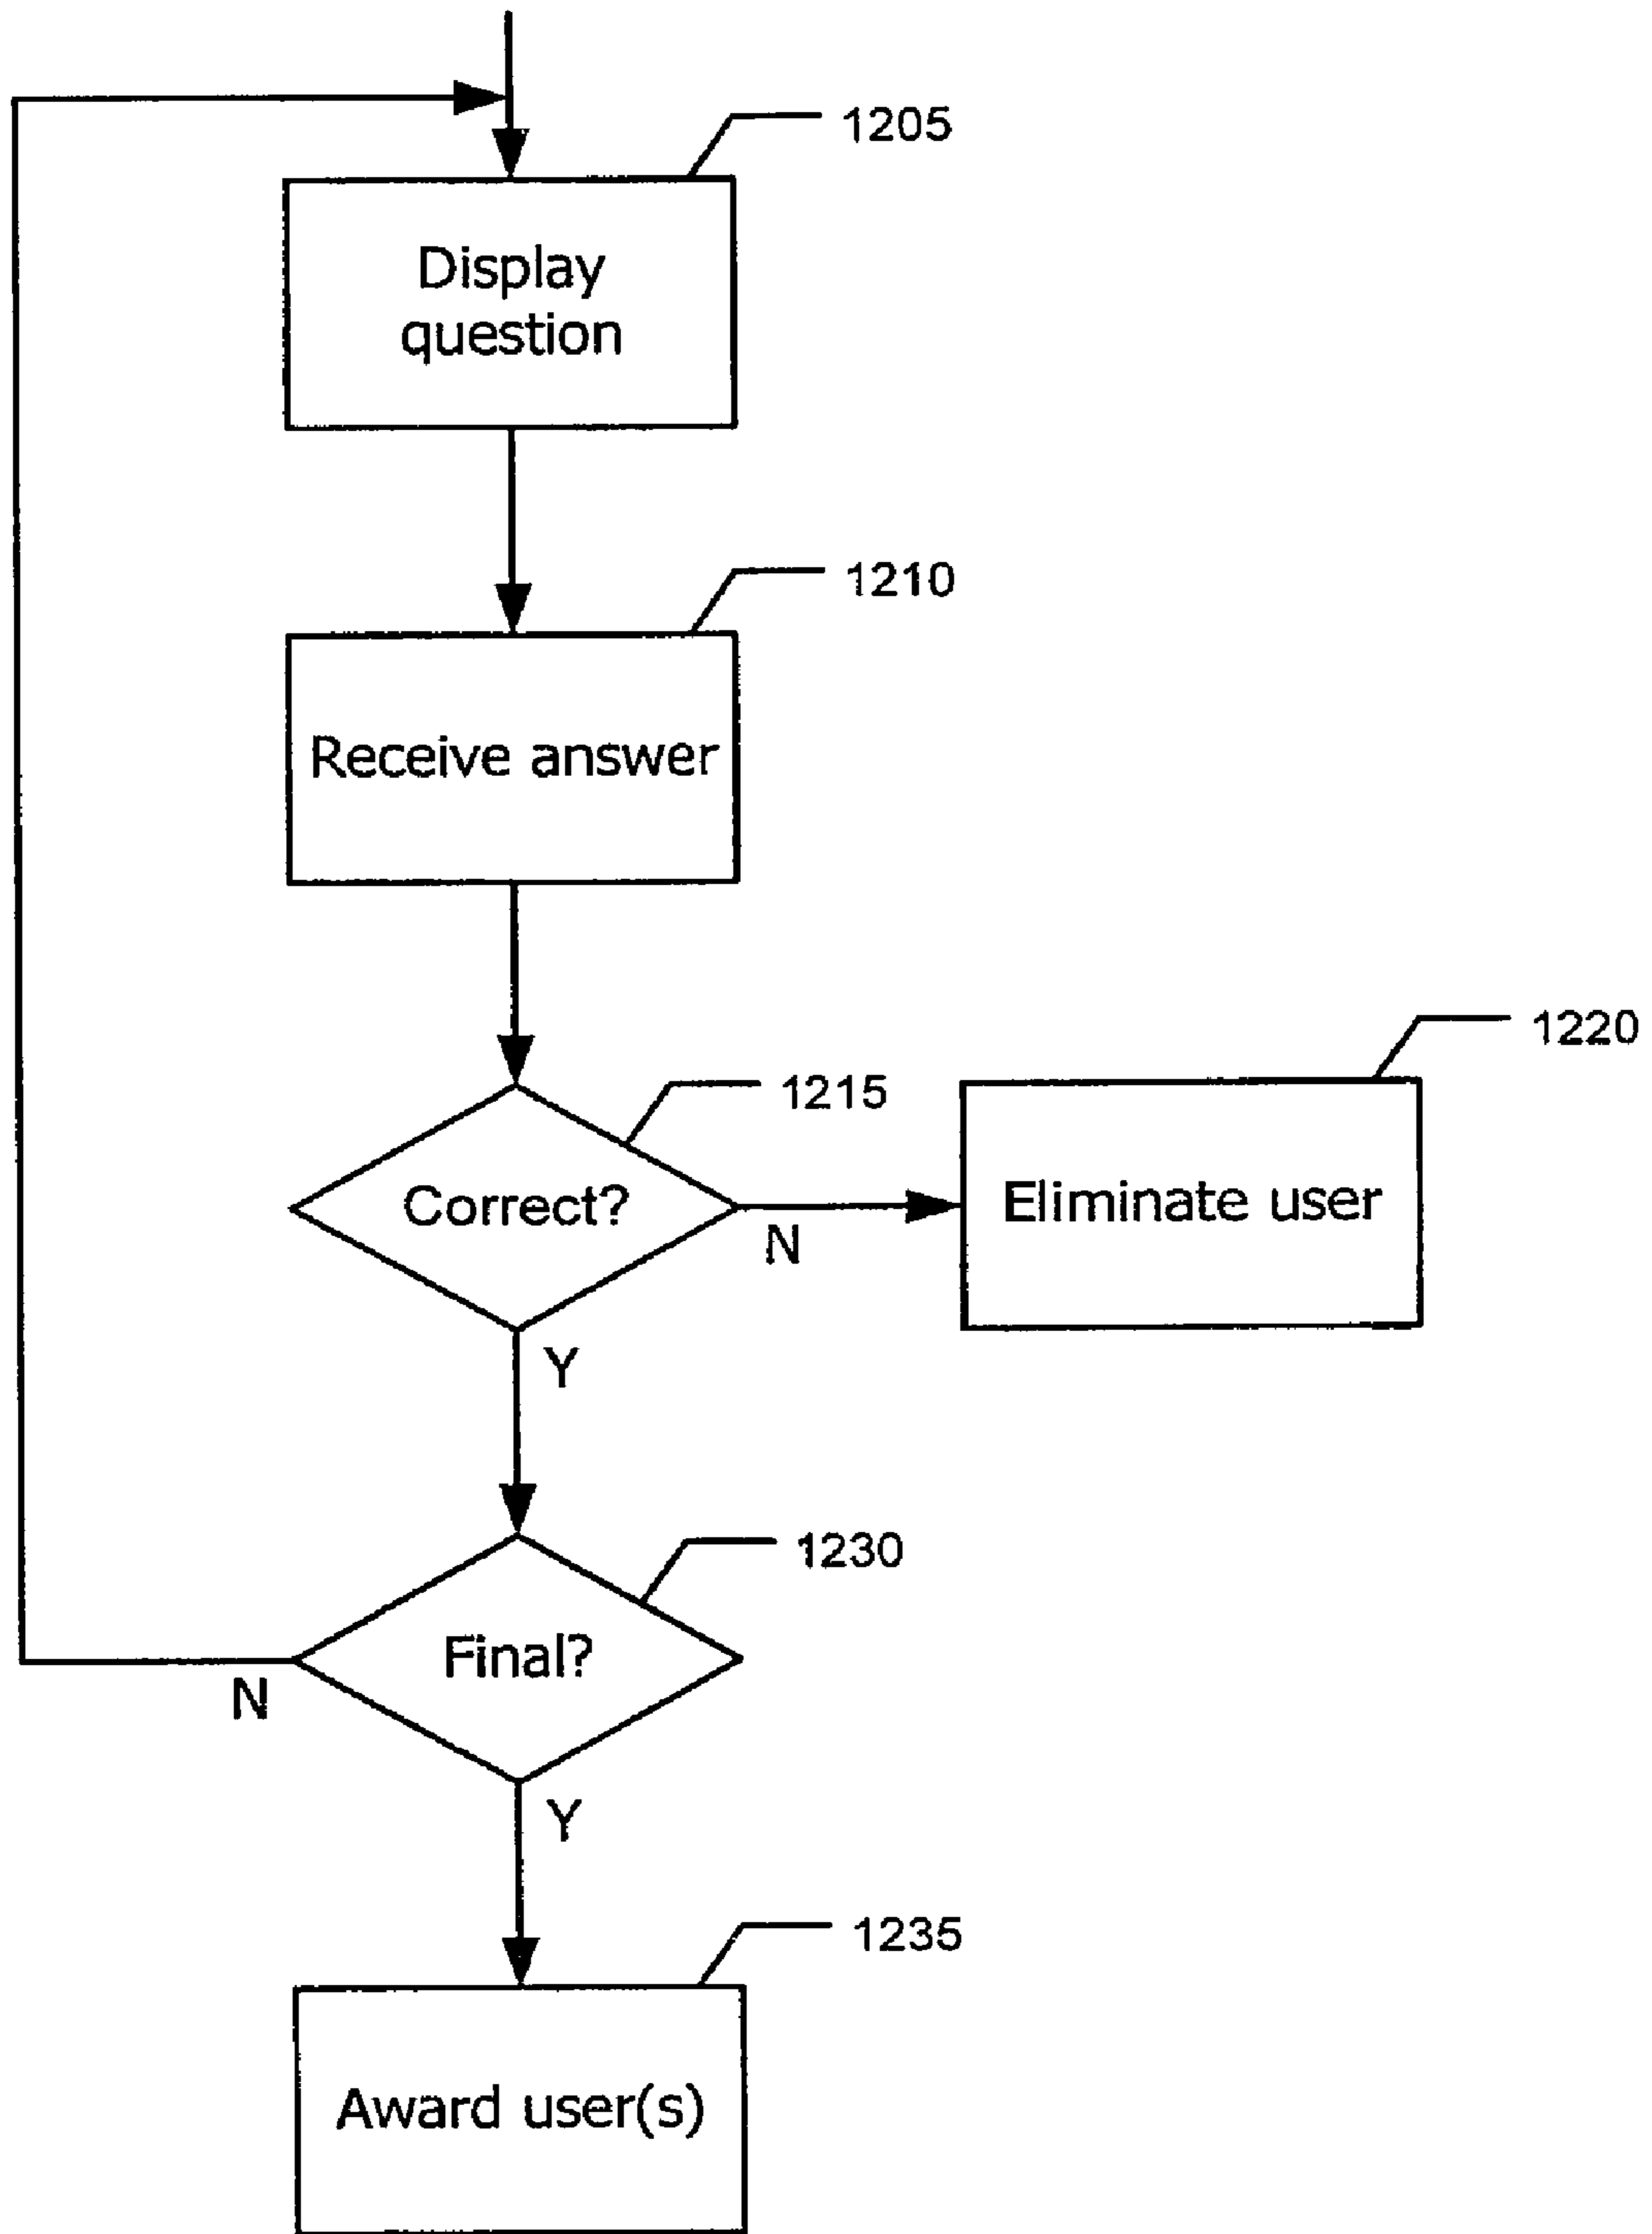 1205
Display
question
1210
Receive answer
1215
Correct?
N
1220
Eliminate user
Y
1230
Final?
N
Y
1235
Award user(s)